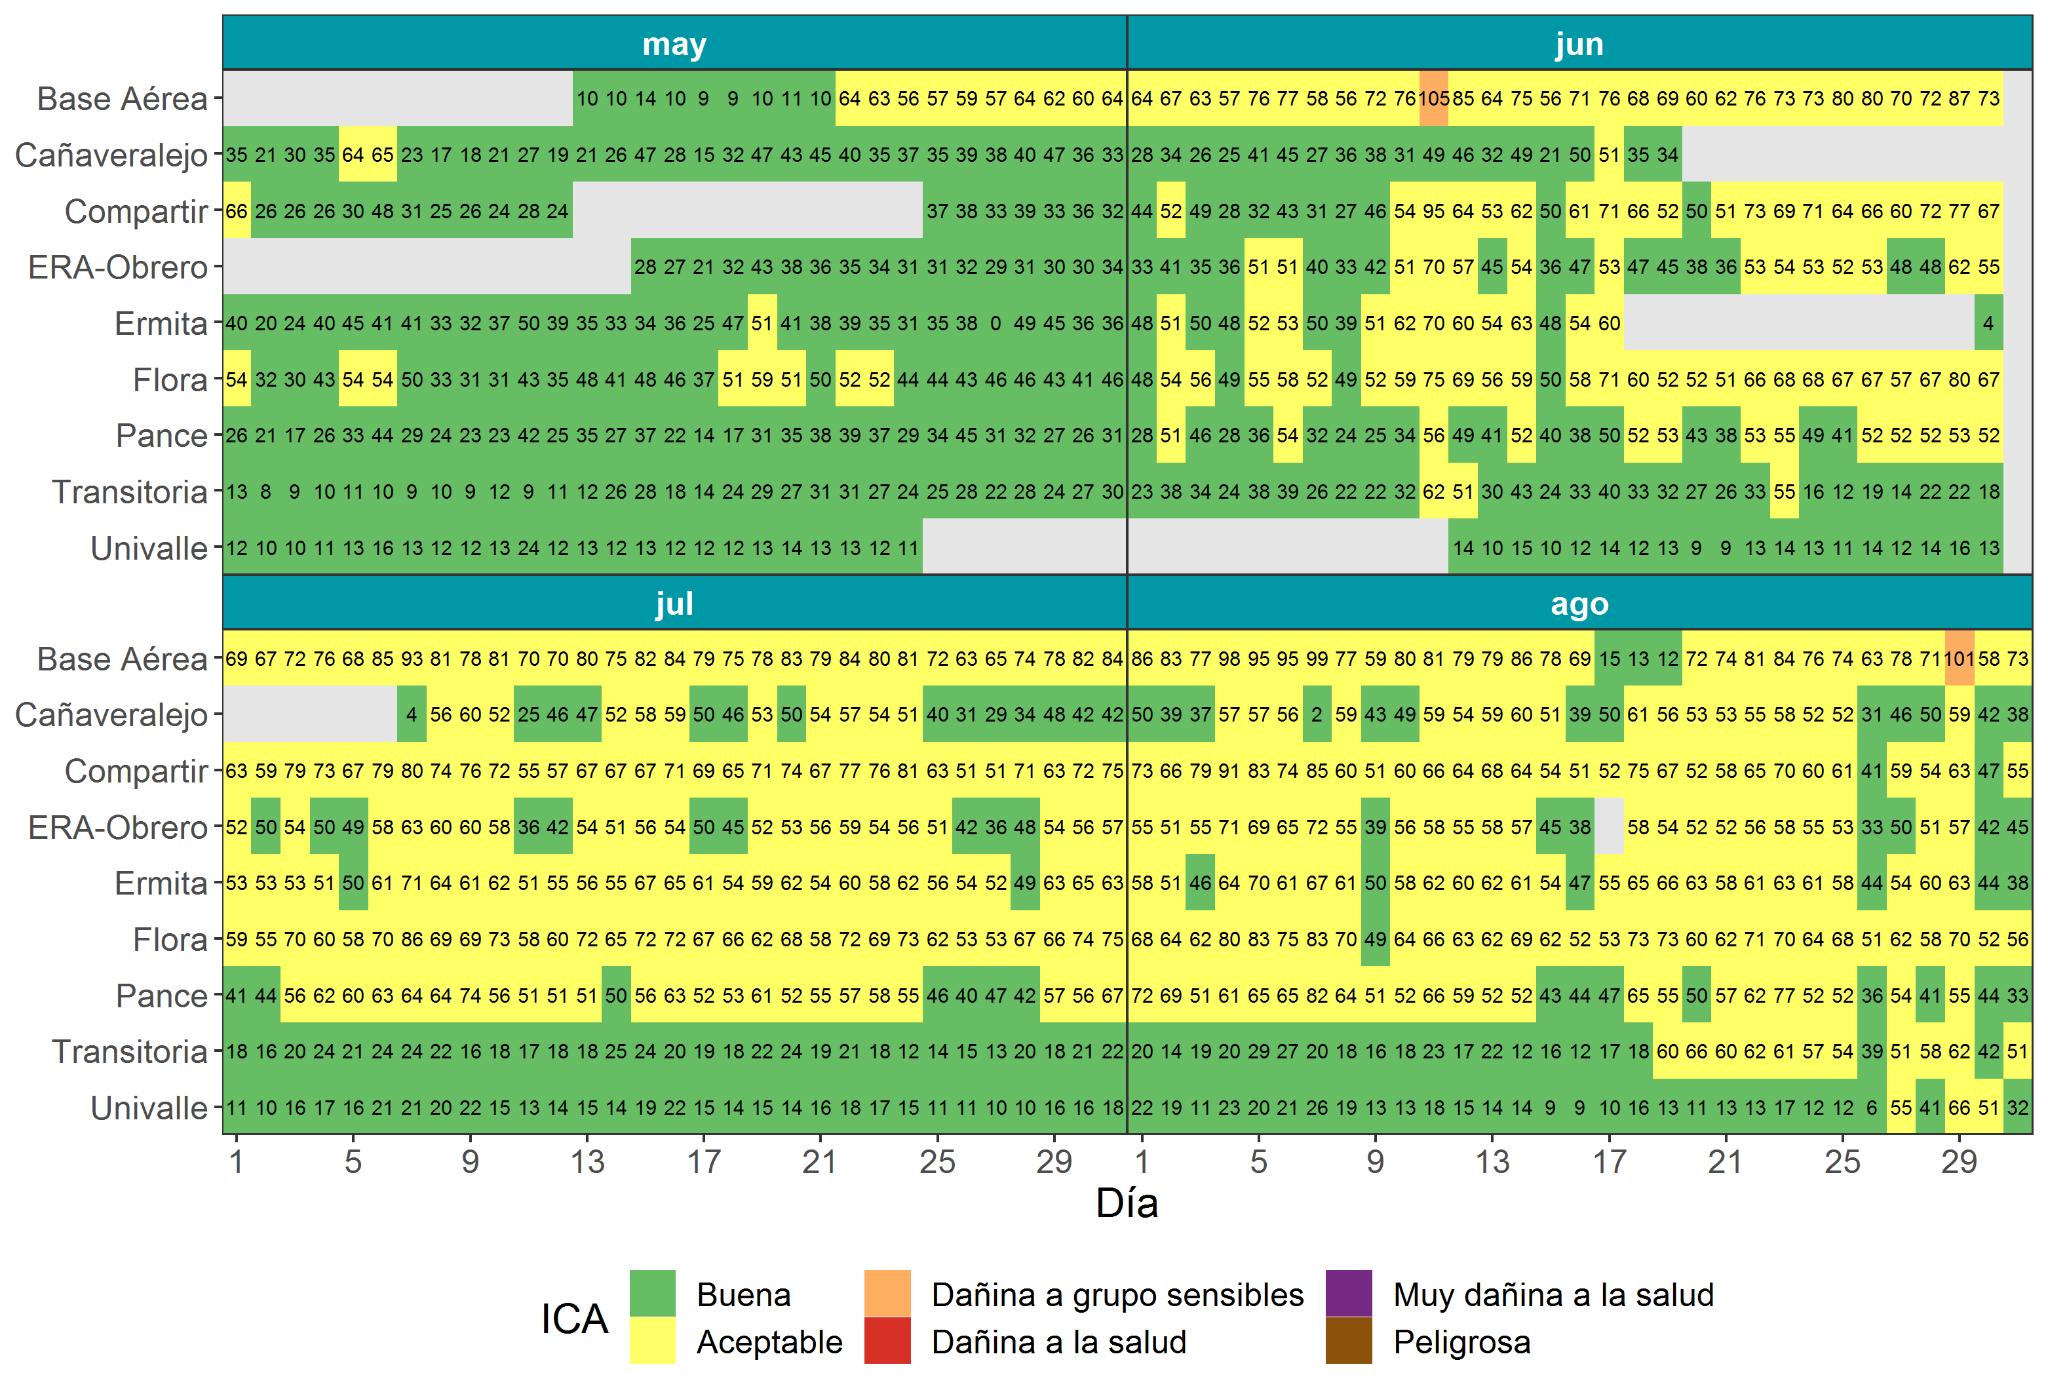 may jun
Base Aérea 10 10 14 10 9 9 10 11 10 64 63 56 57 59 57 64 62 60 64 64 67 63 57 76 77 58 56 72 76 105 85 64 75 56 71 76 68 69 60 62 76 73 73 80 80 70 72 87 73
Cañaveralejo 35 21 30 35 64 65 23 17 18 21 27 19 21 26 47 28 15 32 47 43 45 40 35 37 35 39 38 40 47 36 33 28 34 26 25 41 45 27 36 38 31 49 46 32 49 21 50 51 35 34
Compartir 66 26 26 26 30 48 31 25 26 24 28 24 37 38 33 39 33 36 32 44 52 49 28 32 43 31 27 46 54 95 64 53 62 50 61 71 66 52 50 51 73 69 71 64 66 60 72 77 67
ERA-Obrero 28 27 21 32 43 38 36 35 34 31 31 32 29 31 30 30 34 33 41 35 36 51 51 40 33 42 51 70 57 45 54 36 47 53 47 45 38 36 53 54 53 52 53 48 48 62 55
Ermita 40 20 24 40 45 41 41 33 32 37 50 39 35 33 34 36 25 47 51 41 38 39 35 31 35 38 0 49 45 36 36 48 51 50 48 52 53 50 39 51 62 70 60 54 63 48 54 60 4
Flora 54 32 30 43 54 54 50 33 31 31 43 35 48 41 48 46 37 51 59 51 50 52 52 44 44 43 46 46 43 41 46 48 54 56 49 55 58 52 49 52 59 75 69 56 59 50 58 71 60 52 52 51 66 68 68 67 67 57 67 80 67
Pance 26 21 17 26 33 44 29 24 23 23 42 25 35 27 37 22 14 17 31 35 38 39 37 29 34 45 31 32 27 26 31 28 51 46 28 36 54 32 24 25 34 56 49 41 52 40 38 50 52 53 43 38 53 55 49 41 52 52 52 53 52
Transitoria 13 8 9 10 11 10 9 10 9 12 9 11 12 26 28 18 14 24 29 27 31 31 27 24 25 28 22 28 24 27 30 23 38 34 24 38 39 26 22 22 32 62 51 30 43 24 33 40 33 32 27 26 33 55 16 12 19 14 22 22 18
Univalle 12 10 10 11 13 16 13 12 12 13 24 12 13 12 13 12 12 12 13 14 13 13 12 11 14 10 15 10 12 14 12 13 9 9 13 14 13 11 14 12 14 16 13
jul ago
Base Aérea 69 67 72 76 68 85 93 81 78 81 70 70 80 75 82 84 79 75 78 83 79 84 80 81 72 63 65 74 78 82 84 86 83 77 98 95 95 99 77 59 80 81 79 79 86 78 69 15 13 12 72 74 81 84 76 74 63 78 71 101 58 73
Cañaveralejo 4 56 60 52 25 46 47 52 58 59 50 46 53 50 54 57 54 51 40 31 29 34 48 42 42 50 39 37 57 57 56 2 59 43 49 59 54 59 60 51 39 50 61 56 53 53 55 58 52 52 31 46 50 59 42 38
Compartir 63 59 79 73 67 79 80 74 76 72 55 57 67 67 67 71 69 65 71 74 67 77 76 81 63 51 51 71 63 72 75 73 66 79 91 83 74 85 60 51 60 66 64 68 64 54 51 52 75 67 52 58 65 70 60 61 41 59 54 63 47 55
ERA-Obrero 52 50 54 50 49 58 63 60 60 58 36 42 54 51 56 54 50 45 52 53 56 59 54 56 51 42 36 48 54 56 57 55 51 55 71 69 65 72 55 39 56 58 55 58 57 45 38 58 54 52 52 56 58 55 53 33 50 51 57 42 45
Ermita 53 53 53 51 50 61 71 64 61 62 51 55 56 55 67 65 61 54 59 62 54 60 58 62 56 54 52 49 63 65 63 58 51 46 64 70 61 67 61 50 58 62 60 62 61 54 47 55 65 66 63 58 61 63 61 58 44 54 60 63 44 38
Flora 59 55 70 60 58 70 86 69 69 73 58 60 72 65 72 72 67 66 62 68 58 72 69 73 62 53 53 67 66 74 75 68 64 62 80 83 75 83 70 49 64 66 63 62 69 62 52 53 73 73 60 62 71 70 64 68 51 62 58 70 52 56
Pance 41 44 56 62 60 63 64 64 74 56 51 51 51 50 56 63 52 53 61 52 55 57 58 55 46 40 47 42 57 56 67 72 69 51 61 65 65 82 64 51 52 66 59 52 52 43 44 47 65 55 50 57 62 77 52 52 36 54 41 55 44 33
Transitoria 18 16 20 24 21 24 24 22 16 18 17 18 18 25 24 20 19 18 22 24 19 21 18 12 14 15 13 20 18 21 22 20 14 19 20 29 27 20 18 16 18 23 17 22 12 16 12 17 18 60 66 60 62 61 57 54 39 51 58 62 42 51
Univalle 11 10 16 17 16 21 21 20 22 15 13 14 15 14 19 22 15 14 15 14 16 18 17 15 11 11 10 10 16 16 18 22 19 11 23 20 21 26 19 13 13 18 15 14 14 9 9 10 16 13 11 13 13 17 12 12 6 55 41 66 51 32
1 5 9 13 17 21 25 29 1 5 9 13 17 21 25 29
Día
ICA
Buena Dañina a grupo sensibles Muy dañina a la salud
Aceptable Dañina a la salud Peligrosa